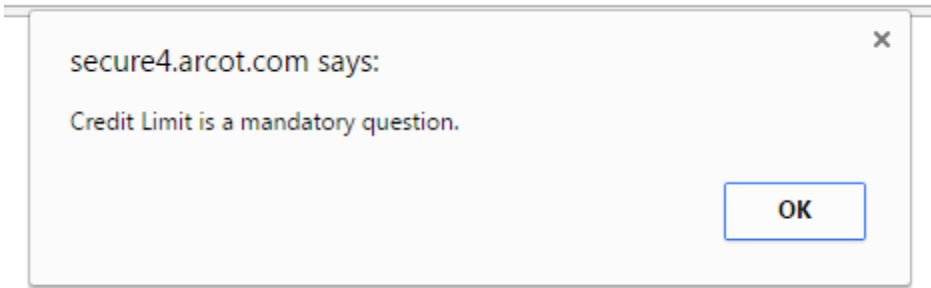 secure4.arcot.com says:
Credit Limit is a mandatory question.
OK